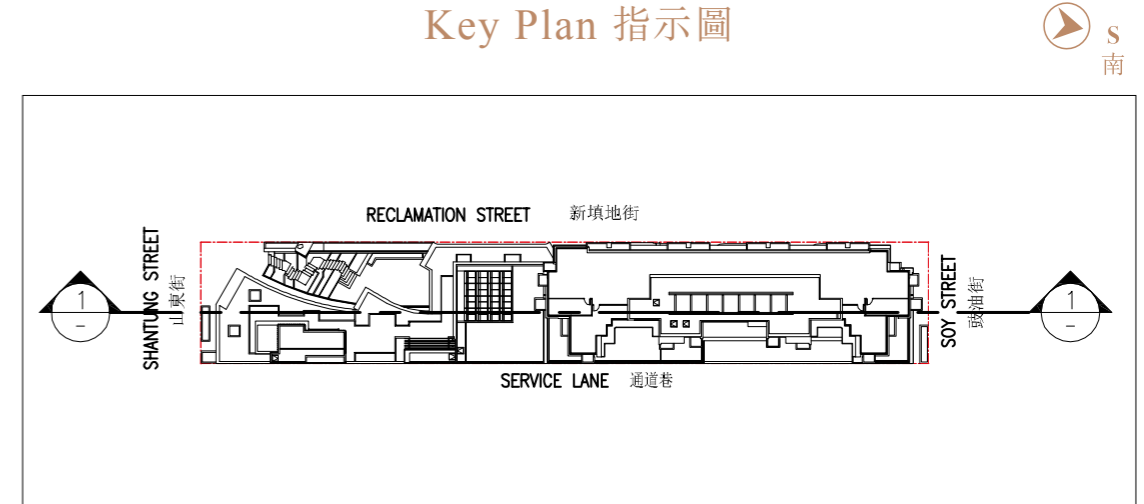 Key Plan 指示圖
S
南
RECLAMATION STREET 新填地街
SHANTUNG STREET
山東街
1
-
SOY STREET
豉油街
1
-
SERVICE LANE 通道巷